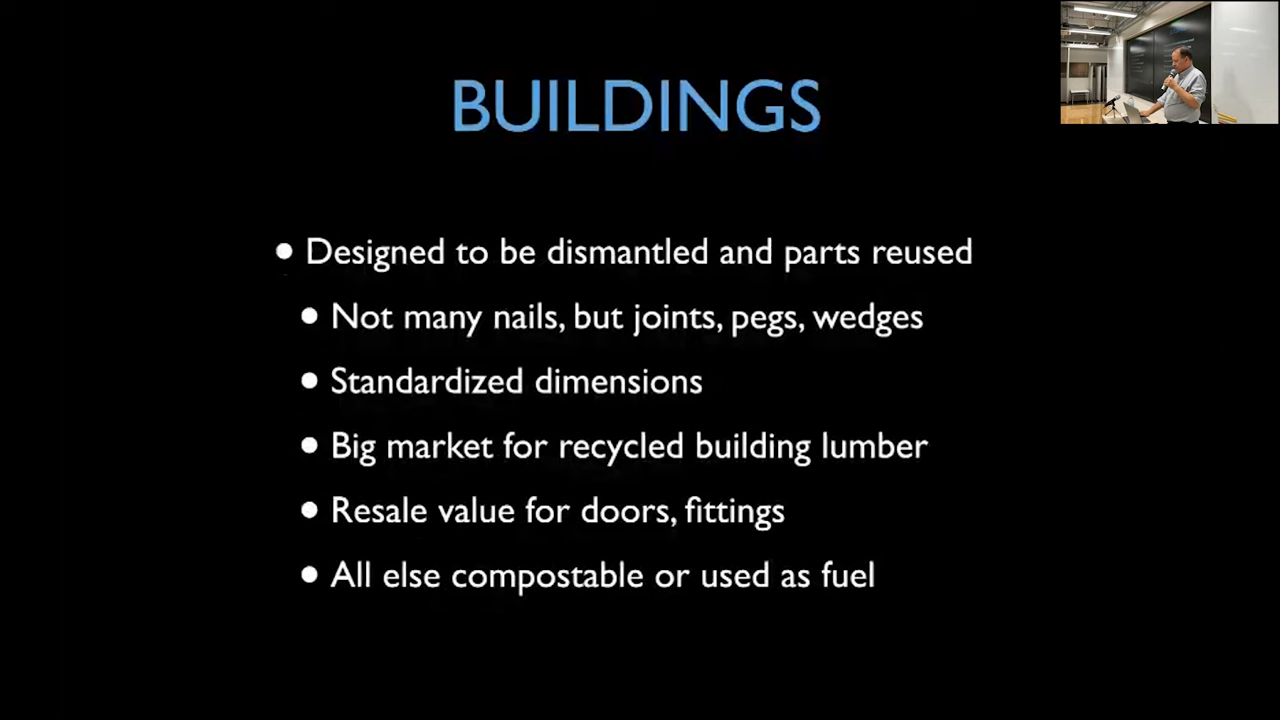 BUILDINGS
• Designed to be dismantled and parts reused
• Not many nails, but joints, pegs, wedges
• Standardized dimensions
• Big market for recycled building lumber
• Resale value for doors, fittings
• All else compostable or used as fuel